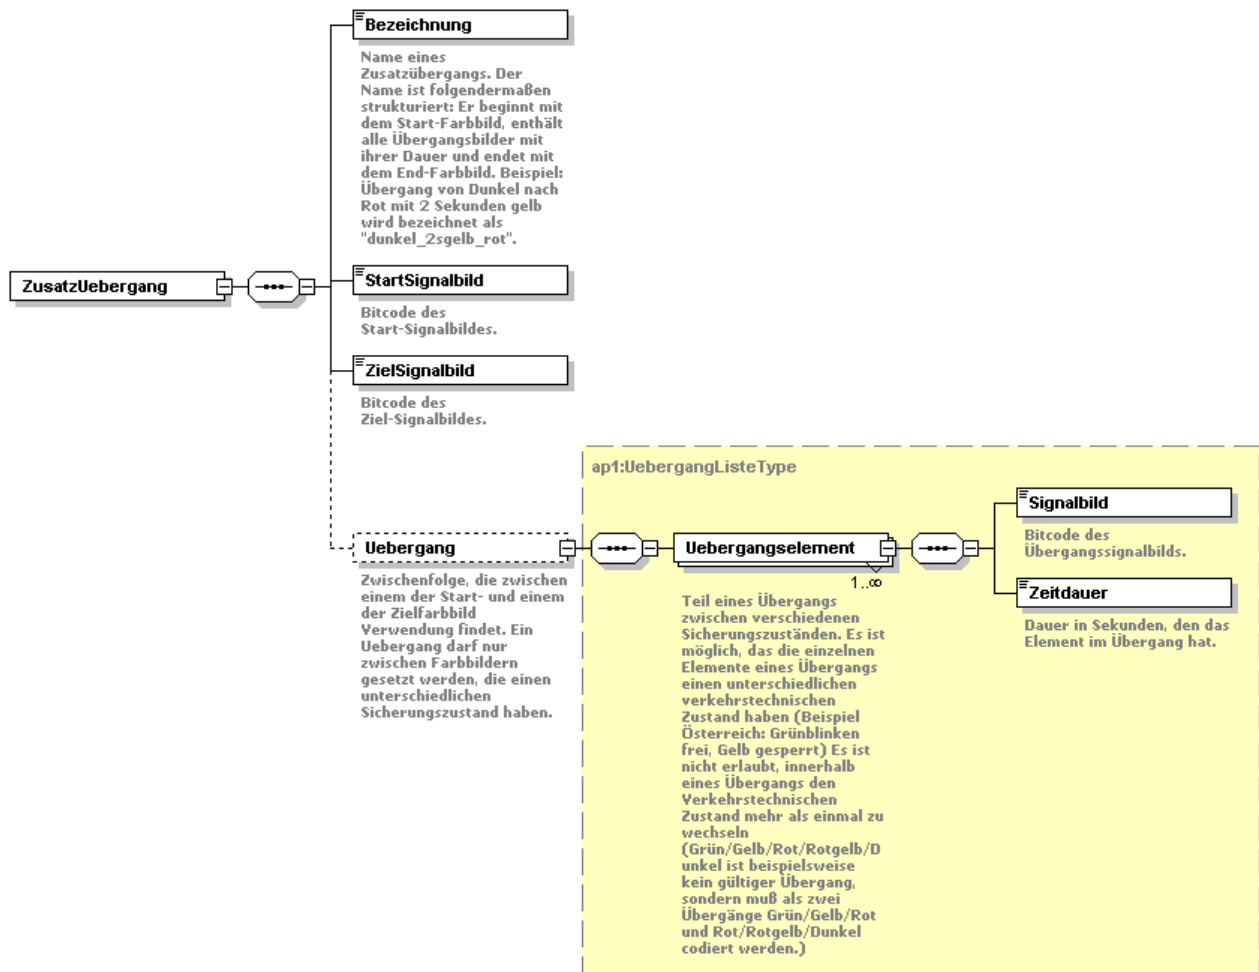 Bezeichnung
Name eines
Zusatzübergangs. Der
Name ist folgendermaßen
strukturiert: Er beginnt mit
dem Start-Farbbild, enthält
alle Übergangsbilder mit
ihrer Dauer und endet mit
dem End-Farbbild. Beispiel:
Übergang von Dunkel nach
Rot mit 2 Sekunden gelb
wird bezeichnet als
"dunkel_2sgelb_rot".
ZusatzUebergang
StartSignalbild
Bitcode des
Start-Signalbildes.
ZielSignalbild
Bitcode des
Ziel-Signalbildes.
ap1:UebergangListeType
Uebergang
Zwischenfolge, die zwischen
einem der Start- und einem
der Zielfarbbild
Verwendung findet. Ein
Uebergang darf nur
zwischen Farbbildern
gesetzt werden, die einen
unterschiedlichen
Sicherungszustand haben.
Uebergangselement
1..∞
Teil eines Übergangs
zwischen verschiedenen
Sicherungszuständen. Es ist
möglich, das die einzelnen
Elemente eines Übergangs
einen unterschiedlichen
verkehrstechnischen
Zustand haben (Beispiel
Österreich: Grünblinken
frei, Gelb gesperrt) Es ist
nicht erlaubt, innerhalb
eines Übergangs den
Verkehrstechnischen
Zustand mehr als einmal zu
wechseln
(Grün/Gelb/Rot/Rotgelb/D
unkel ist beispielsweise
kein gültiger Übergang,
sondern muß als zwei
Übergänge Grün/Gelb/Rot
und Rot/Rotgelb/Dunkel
codiert werden.)
Signalbild
Bitcode des
Übergangssignalbilds.
Zeitdauer
Dauer in Sekunden, den das
Element im Übergang hat.